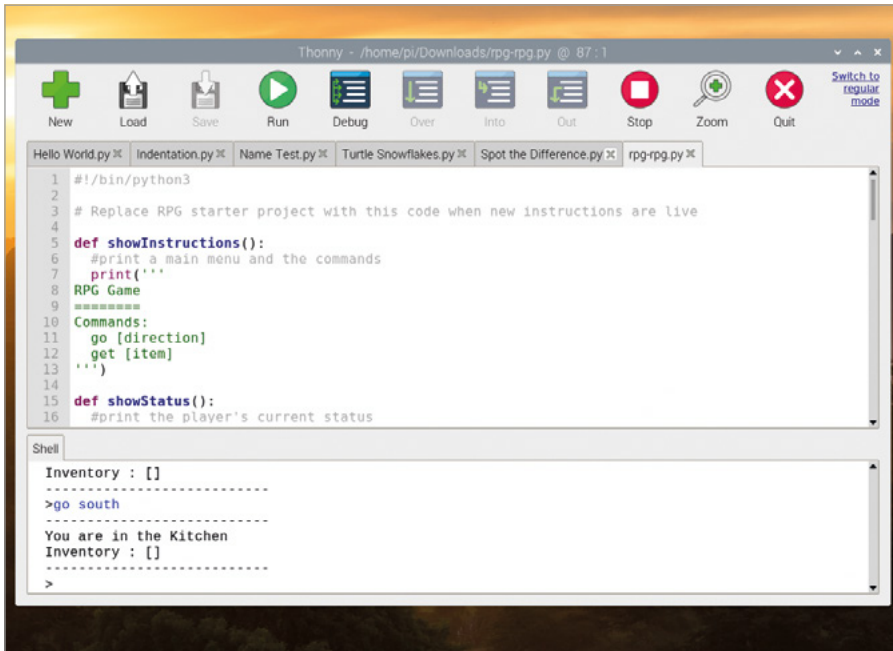 Thonny - /home/pi/Downloads/rpg-rpg.py @ 87 : 1
New Load Save Run Debug Over Into Out Stop Zoom Quit
Switch to
regular
mode
Hello World.py Indentation.py Name Test.py Turtle Snowflakes.py Spot the Difference.py rpg-rpg.py
1 #!/bin/python3
2
3 # Replace RPG starter project with this code when new instructions are live
4
5 def showInstructions():
6   #print a main menu and the commands
7   print('''
8 RPG Game
9 ========
10 Commands:
11   go [direction]
12   get [item]
13 ''')
14
15 def showStatus():
16   #print the player's current status
Shell
Inventory : []
---------------------------
>go south
---------------------------
You are in the Kitchen
Inventory : []
---------------------------
>